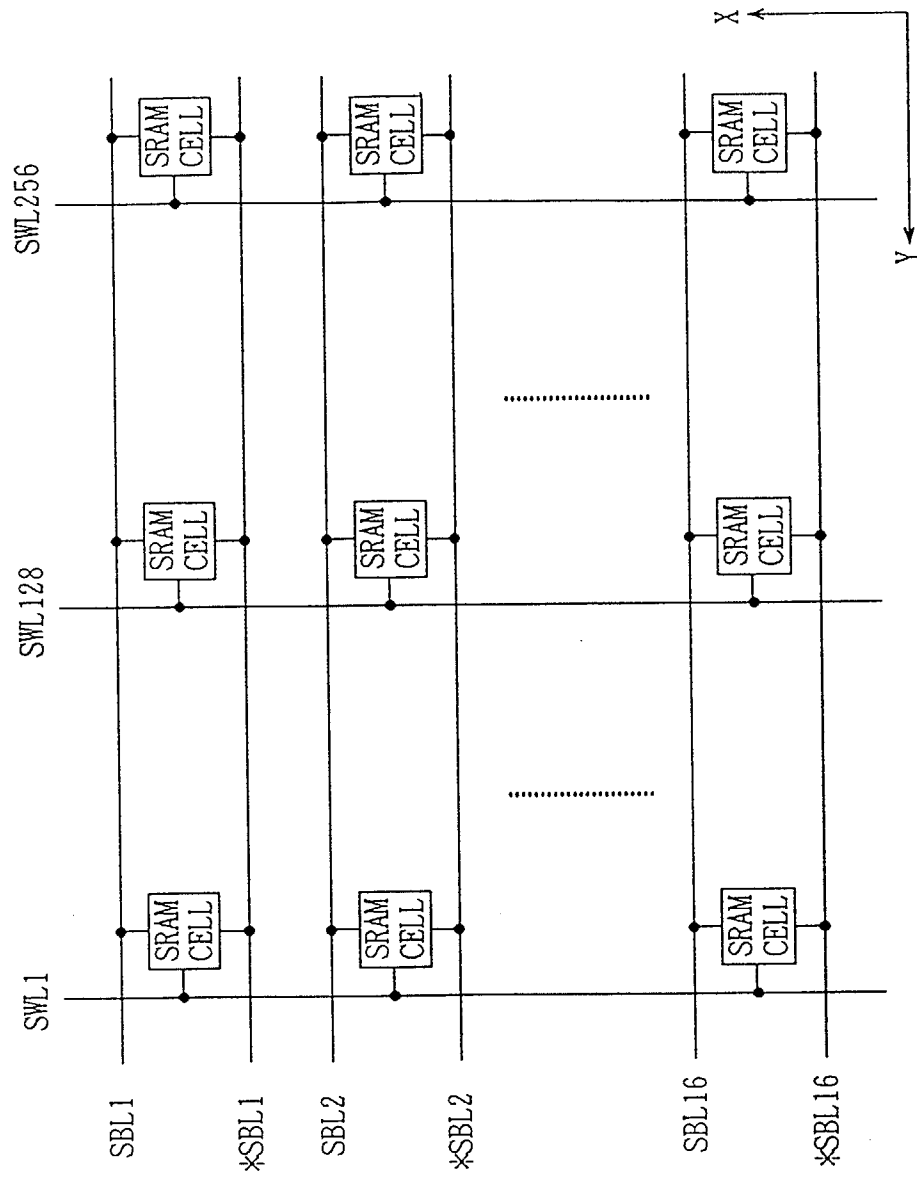 SWL1
SWL128
SWL256
SBL1
SRAM
CELL
SRAM
CELL
SRAM
CELL
※SBL1
SBL2
SRAM
CELL
SRAM
CELL
SRAM
CELL
※SBL2
SBL16
SRAM
CELL
SRAM
CELL
SRAM
CELL
※SBL16
X
Y